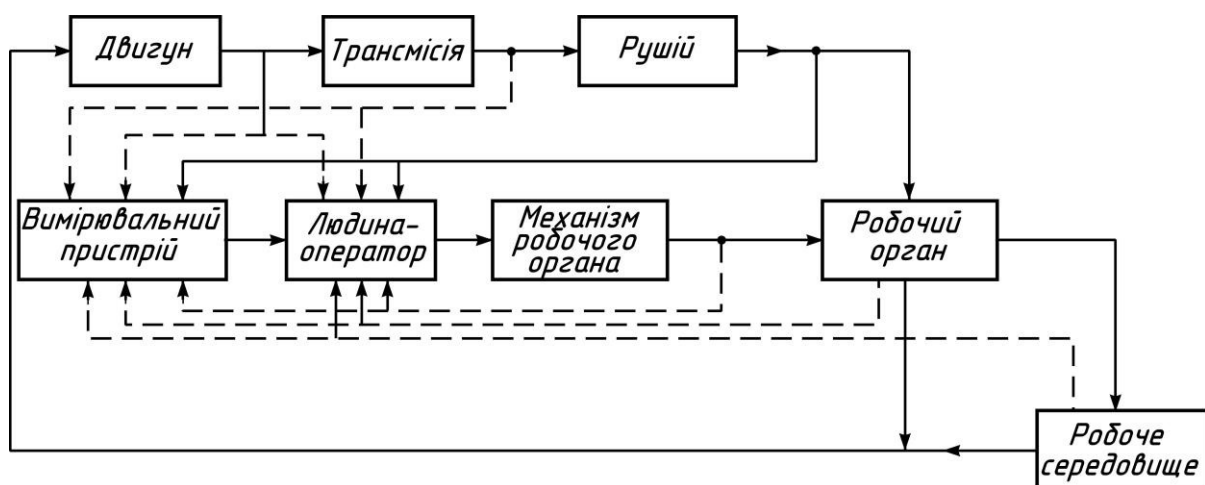 Двигун
Трансмісія
Рушій
Вимірювальний
пристрій
Людина-
оператор
Механізм
робочого
органа
Робочий
орган
Робоче
середовище